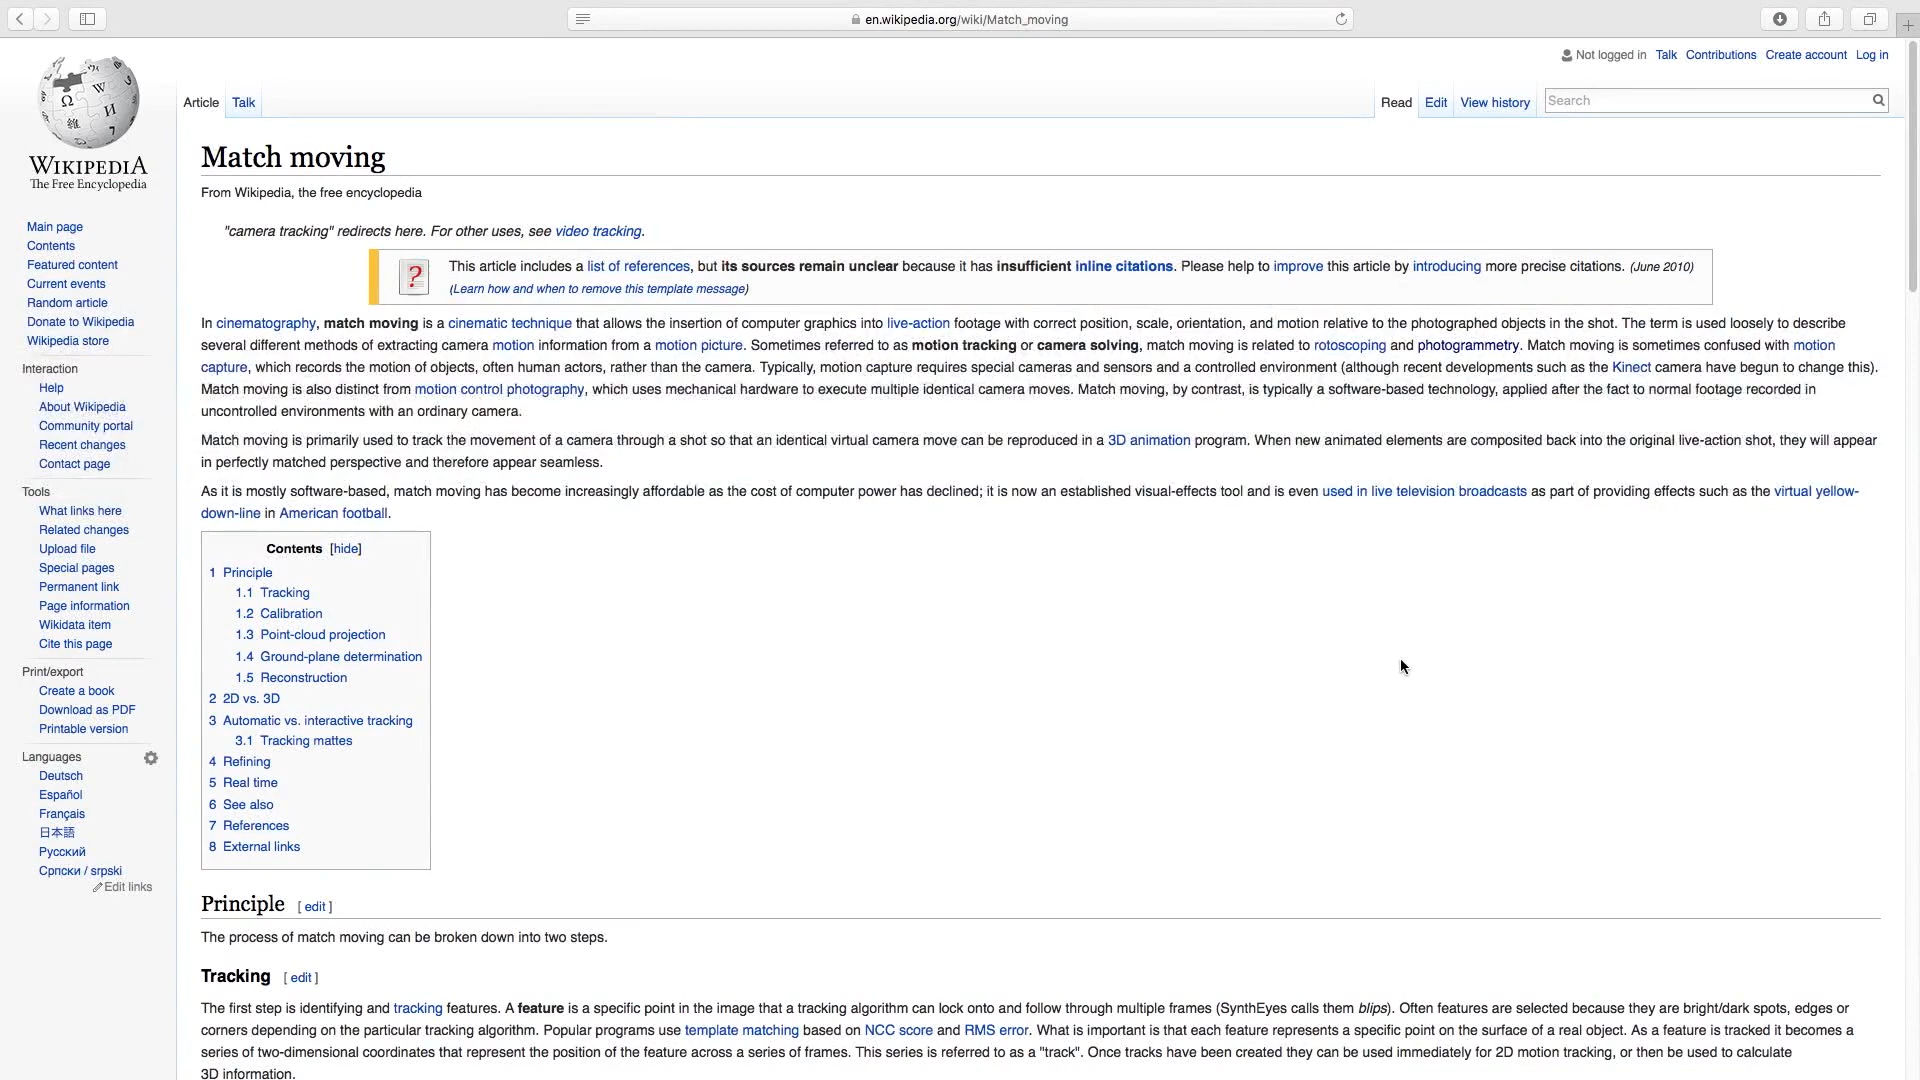 en.wikipedia.org/wiki/Match_moving
Not logged in Talk Contributions Create account Log in
WIKIPEDIA
The Free Encyclopedia
Article Talk
Read Edit View history Search
Match moving
From Wikipedia, the free encyclopedia
"camera tracking" redirects here. For other uses, see video tracking.
This article includes a list of references, but its sources remain unclear because it has insufficient inline citations. Please help to improve this article by introducing more precise citations. (June 2010)
(Learn how and when to remove this template message)
In cinematography, match moving is a cinematic technique that allows the insertion of computer graphics into live-action footage with correct position, scale, orientation, and motion relative to the photographed objects in the shot. The term is used loosely to describe
several different methods of extracting camera motion information from a motion picture. Sometimes referred to as motion tracking or camera solving, match moving is related to rotoscoping and photogrammetry. Match moving is sometimes confused with motion
capture, which records the motion of objects, often human actors, rather than the camera. Typically, motion capture requires special cameras and sensors and a controlled environment (although recent developments such as the Kinect camera have begun to change this).
Match moving is also distinct from motion control photography, which uses mechanical hardware to execute multiple identical camera moves. Match moving, by contrast, is typically a software-based technology, applied after the fact to normal footage recorded in
uncontrolled environments with an ordinary camera.
Match moving is primarily used to track the movement of a camera through a shot so that an identical virtual camera move can be reproduced in a 3D animation program. When new animated elements are composited back into the original live-action shot, they will appear
in perfectly matched perspective and therefore appear seamless.
As it is mostly software-based, match moving has become increasingly affordable as the cost of computer power has declined; it is now an established visual-effects tool and is even used in live television broadcasts as part of providing effects such as the virtual yellow-
down-line in American football.
Contents [hide]
1 Principle
1.1 Tracking
1.2 Calibration
1.3 Point-cloud projection
1.4 Ground-plane determination
1.5 Reconstruction
2 2D vs. 3D
3 Automatic vs. interactive tracking
3.1 Tracking mattes
4 Refining
5 Real time
6 See also
7 References
8 External links
Principle [ edit ]
The process of match moving can be broken down into two steps.
Tracking [ edit ]
The first step is identifying and tracking features. A feature is a specific point in the image that a tracking algorithm can lock onto and follow through multiple frames (SynthEyes calls them blips). Often features are selected because they are bright/dark spots, edges or
corners depending on the particular tracking algorithm. Popular programs use template matching based on NCC score and RMS error. What is important is that each feature represents a specific point on the surface of a real object. As a feature is tracked it becomes a
series of two-dimensional coordinates that represent the position of the feature across a series of frames. This series is referred to as a "track". Once tracks have been created they can be used immediately for 2D motion tracking, or then be used to calculate
3D information.
Main page
Contents
Featured content
Current events
Random article
Donate to Wikipedia
Wikipedia store
Interaction
Help
About Wikipedia
Community portal
Recent changes
Contact page
Tools
What links here
Related changes
Upload file
Special pages
Permanent link
Page information
Wikidata item
Cite this page
Print/export
Create a book
Download as PDF
Printable version
Languages
Deutsch
Español
Français
日本語
Русский
Српски / srpski
Edit links